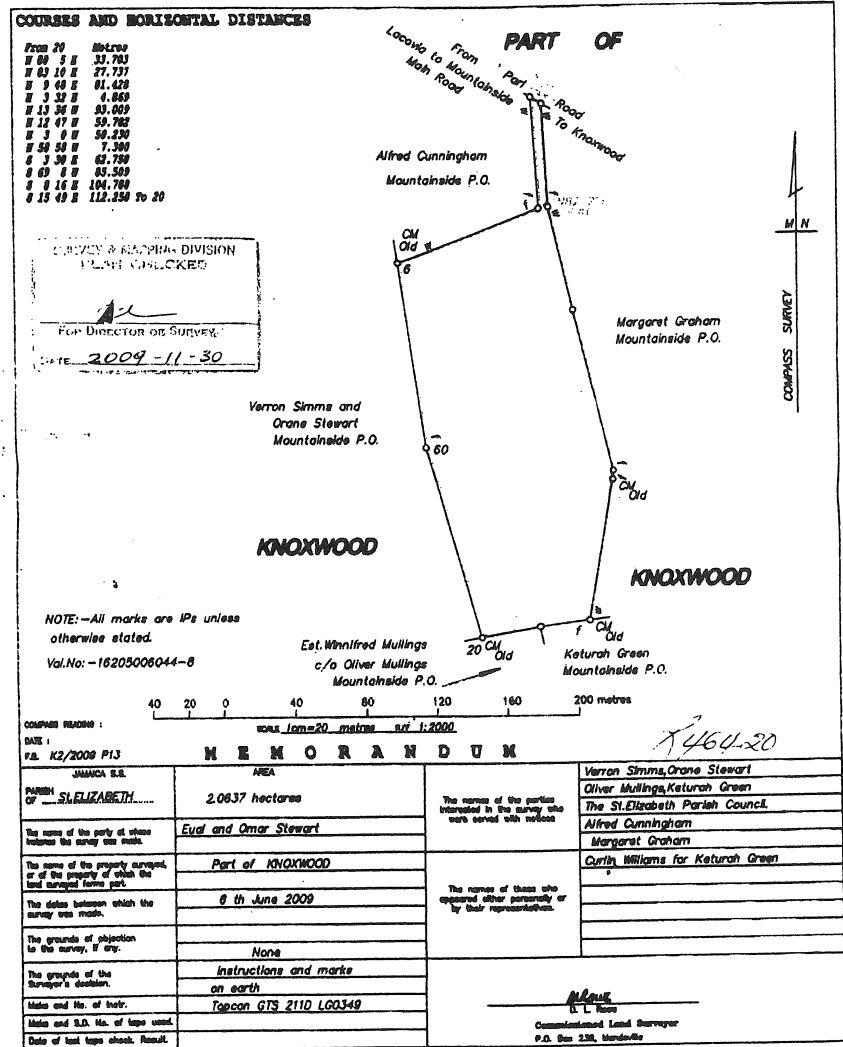 COURSES AND HORIZONTAL DISTANCES
From 20 Metres
33.703
N 83 10 E 27.737
N 9 48 E 81.428
N 3 32 E 4.869
N 13 36 W 93.009
N 12 47 W 59.782
N 3 0 W 58.230
N 58 58 W 7.300
S 3 30 E 62.750
S 69 8 W 85.509
S 8 16 E 104.788
S 15 49 E 112.258 To 20
PART OF
From Part Road
Lacovia to Mountainside
Main Road
To Knoxwood
Alfred Cunningham
Mountainside P.O.
CM
Old
6
M N
COMPASS SURVEY
SURVEY & MAPPING DIVISION
PLAN CHECKED
FOR DIRECTOR OF SURVEYS
DATE 2009-11-30
Margaret Graham
Mountainside P.O.
Verron Simms and
Orane Stewart
Mountainside P.O.
60
CM
Old
KNOXWOOD
KNOXWOOD
NOTE:-All marks are IPs unless
otherwise stated.
Val.No:-16205006044-8
Est.Winnifred Mullings
c/o Oliver Mullings
Mountainside P.O.
20 CM
Old
f CM
Old
Keturah Green
Mountainside P.O.
40 20 0 40 80 120 160 200 metres
SCALE 1cm=20 metres 1:2000
COMPASS READING :
DATE :
F.B. K2/2009 P13
K464-20
MEMORANDUM
JAMAICA S.S.
PARISH OF ST.ELIZABETH
AREA
2.0637 hectares
The name of the party at whose
instance the survey was made.
Eual and Omar Stewart
The name of the property surveyed,
or of the property of which the
land surveyed forms part.
Part of KNOXWOOD
The dates between which the
survey was made.
6 th June 2009
The grounds of objection
to the survey, if any.
None
The grounds of the
Surveyor's decision.
Instructions and marks
on earth
Make and No. of Instr.
Topcon GTS 211D LG0349
Make and S.D. No. of tape used.
Date of last tape check. Result.
The names of the parties
interested in the survey who
were served with notices
Verron Simms,Orane Stewart
Oliver Mullings,Keturah Green
The St.Elizabeth Parish Council.
Alfred Cunningham
Margaret Graham
The names of those who
appeared either personally or
by their representatives.
Curlin Williams for Keturah Green
Commissioned Land Surveyor
P.O. Box 238, Mandeville